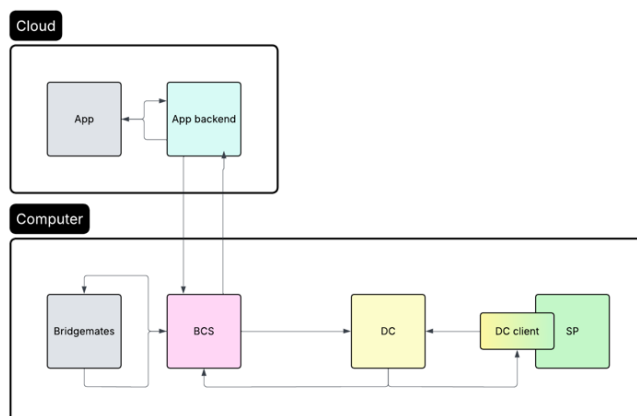 Cloud
App
App backend
Computer
Bridgemates
BCS
DC
DC client
SP